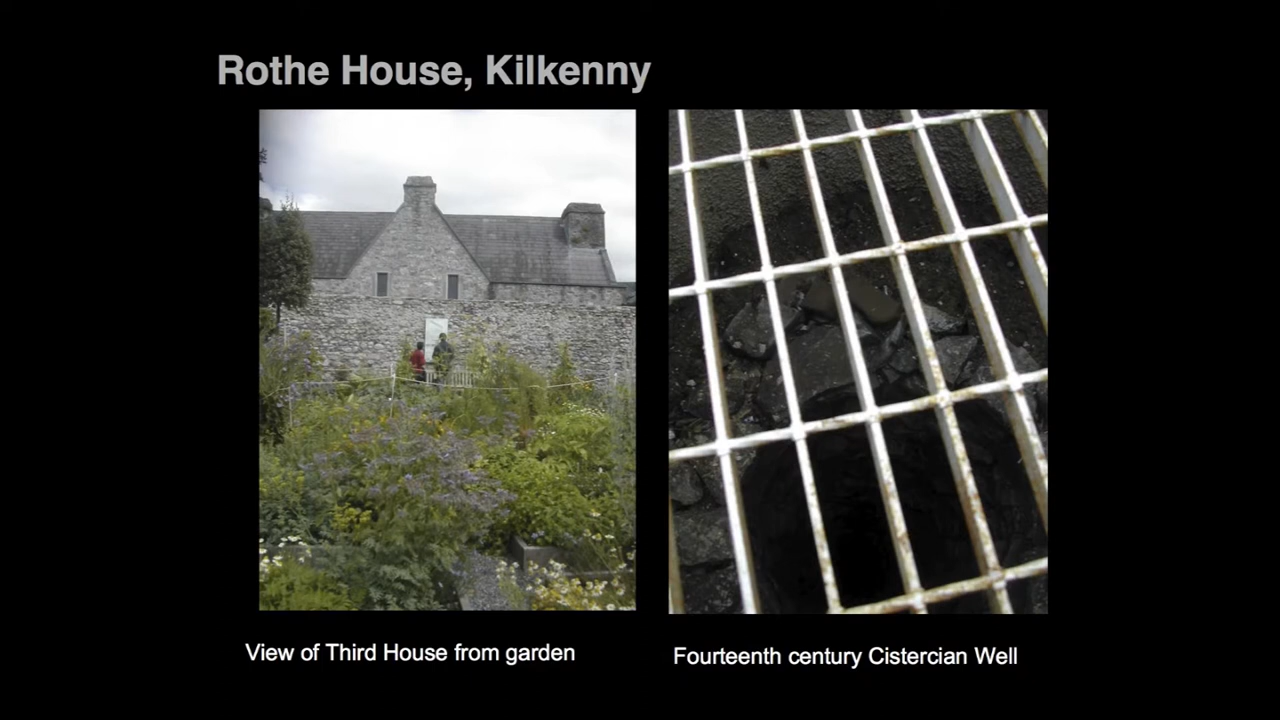 Rothe House, Kilkenny
View of Third House from garden
Fourteenth century Cistercian Well